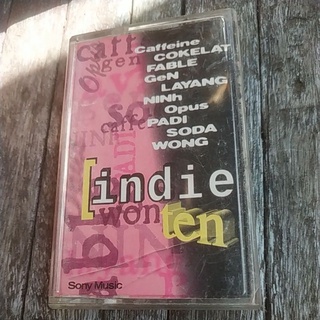 Caffeine
COKELAT
FABLE
GeN
LAYANG
NINh
Opus
PADI
SODA
WONG
[indie
ten
Sony Music